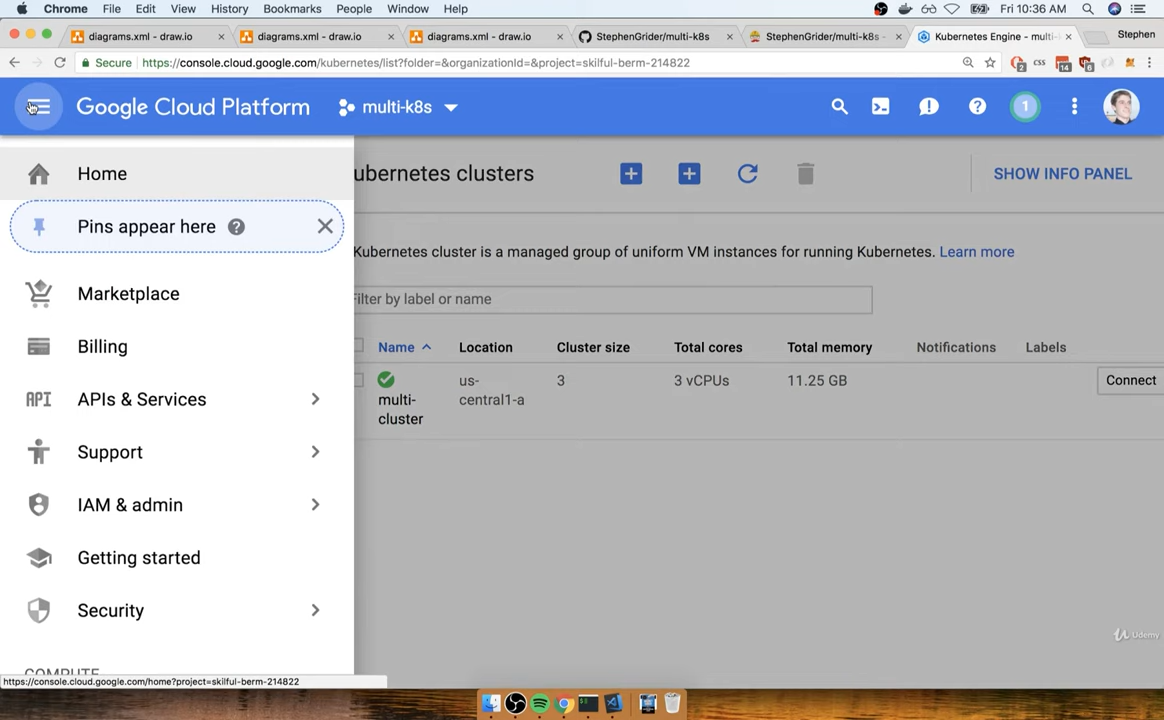 Chrome File Edit View History Bookmarks People Window Help Fri 10:36 AM
diagrams.xml - draw.io × diagrams.xml - draw.io × diagrams.xml - draw.io × StephenGrider/multi-k8s × StephenGrider/multi-k8s - × Kubernetes Engine - multi- × Stephen
Secure https://console.cloud.google.com/kubernetes/list?folder=&organizationId=&project=skilful-berm-214822 2 CSS 14 6
Google Cloud Platform multi-k8s 1
Home
ubernetes clusters SHOW INFO PANEL
Pins appear here
Kubernetes cluster is a managed group of uniform VM instances for running Kubernetes. Learn more
Marketplace
Filter by label or name
Billing
Name Location Cluster size Total cores Total memory Notifications Labels
multi-cluster us-central1-a 3 3 vCPUs 11.25 GB Connect
API APIs & Services
Support
IAM & admin
Getting started
Security
COMPUTE
https://console.cloud.google.com/home?project=skilful-berm-214822
Udemy